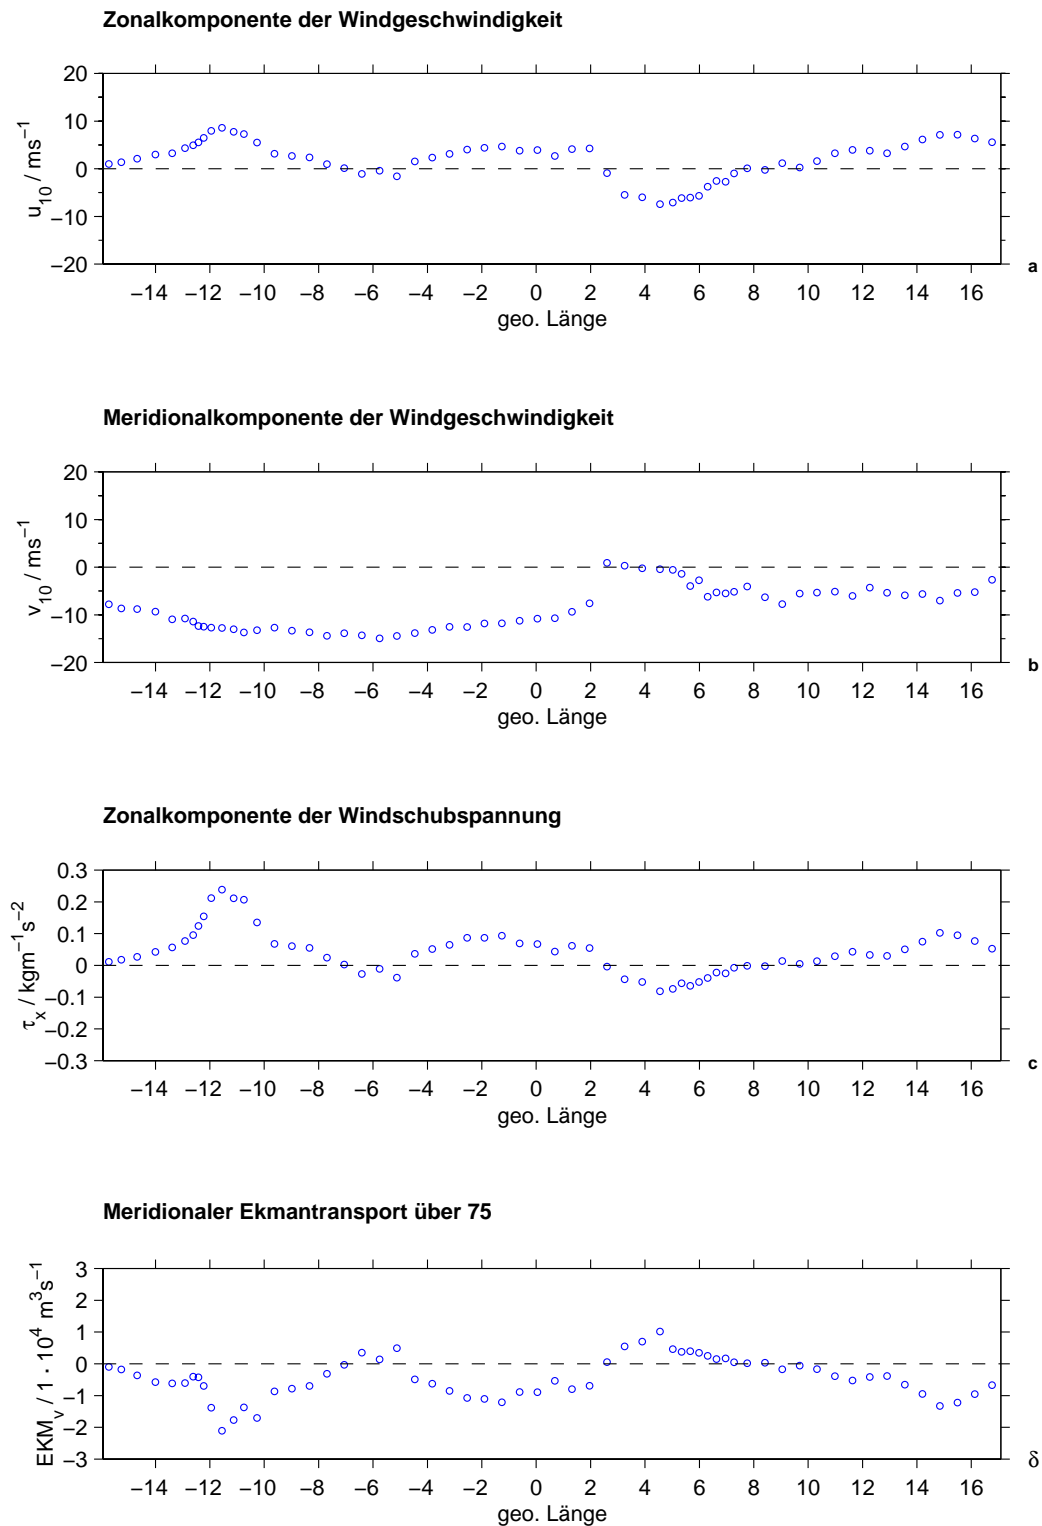 Zonalkomponente der Windgeschwindigkeit
20
10
0
−10
−20
u10 / ms−1
−14 −12 −10 −8 −6 −4 −2 0 2 4 6 8 10 12 14 16
geo. Länge
a
Meridionalkomponente der Windgeschwindigkeit
20
10
0
−10
−20
v10 / ms−1
−14 −12 −10 −8 −6 −4 −2 0 2 4 6 8 10 12 14 16
geo. Länge
b
Zonalkomponente der Windschubspannung
0.3
0.2
0.1
0
−0.1
−0.2
−0.3
τx / kgm−1s−2
−14 −12 −10 −8 −6 −4 −2 0 2 4 6 8 10 12 14 16
geo. Länge
c
Meridionaler Ekmantransport über 75
3
2
1
0
−1
−2
−3
EKMv / 1 · 10^4 m3s−1
−14 −12 −10 −8 −6 −4 −2 0 2 4 6 8 10 12 14 16
geo. Länge
δ